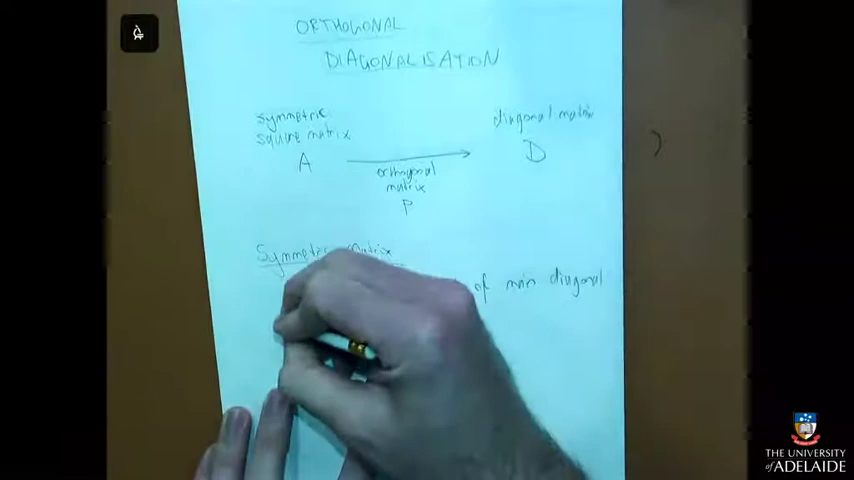 ORTHOGONAL
DIAGONALISATION
symmetric
square matrix
A
orthogonal
matrix
P
diagonal matrix
D
Symmetric matrix
of main diagonal
THE UNIVERSITY
of ADELAIDE